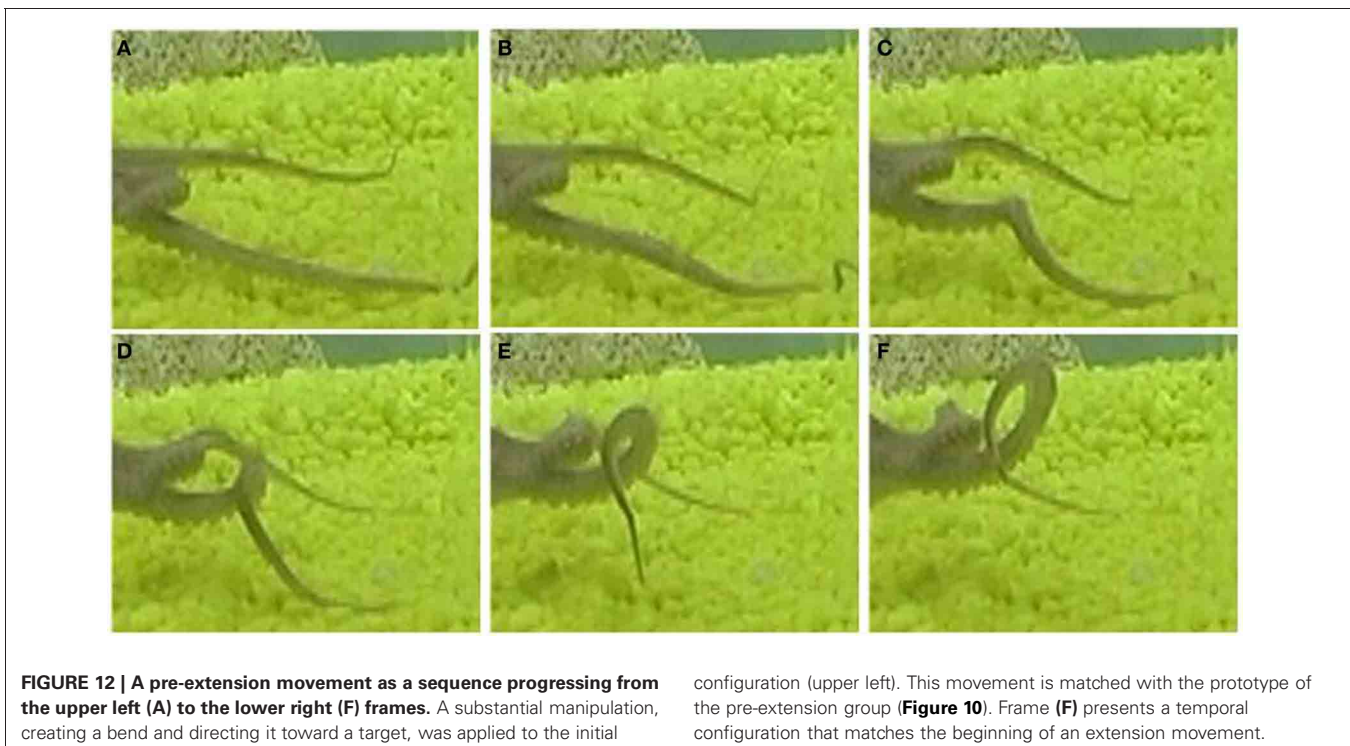 A
B
C
D
E
F
FIGURE 12 | A pre-extension movement as a sequence progressing from
the upper left (A) to the lower right (F) frames. A substantial manipulation,
creating a bend and directing it toward a target, was applied to the initial
configuration (upper left). This movement is matched with the prototype of
the pre-extension group (Figure 10). Frame (F) presents a temporal
configuration that matches the beginning of an extension movement.